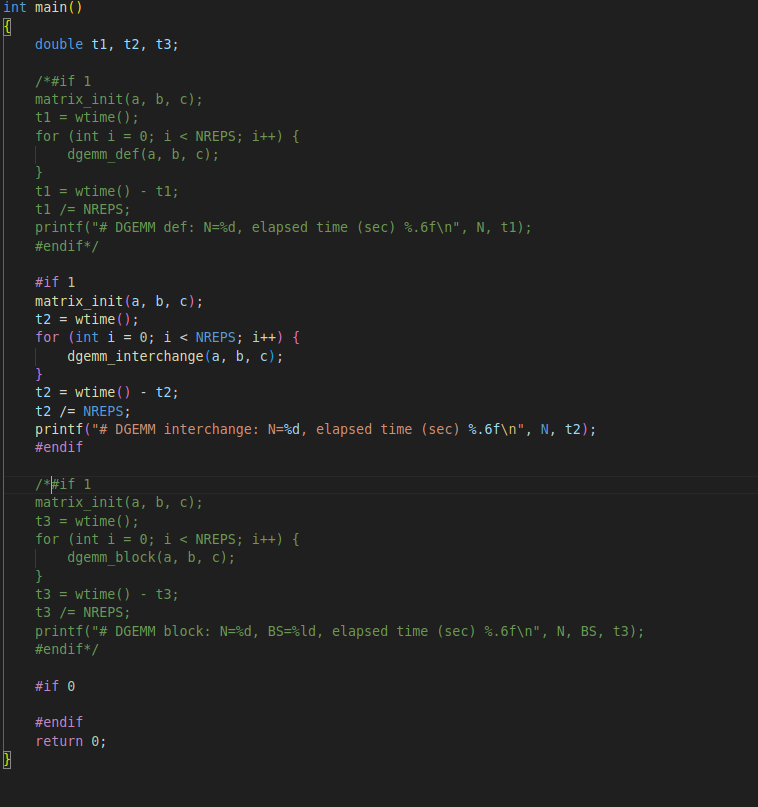 int main()
{
    double t1, t2, t3;

    /*#if 1
    matrix_init(a, b, c);
    t1 = wtime();
    for (int i = 0; i < NREPS; i++) {
        dgemm_def(a, b, c);
    }
    t1 = wtime() - t1;
    t1 /= NREPS;
    printf("# DGEMM def: N=%d, elapsed time (sec) %.6f\n", N, t1);
    #endif*/

    #if 1
    matrix_init(a, b, c);
    t2 = wtime();
    for (int i = 0; i < NREPS; i++) {
        dgemm_interchange(a, b, c);
    }
    t2 = wtime() - t2;
    t2 /= NREPS;
    printf("# DGEMM interchange: N=%d, elapsed time (sec) %.6f\n", N, t2);
    #endif

    /*#if 1
    matrix_init(a, b, c);
    t3 = wtime();
    for (int i = 0; i < NREPS; i++) {
        dgemm_block(a, b, c);
    }
    t3 = wtime() - t3;
    t3 /= NREPS;
    printf("# DGEMM block: N=%d, BS=%ld, elapsed time (sec) %.6f\n", N, BS, t3);
    #endif*/

    #if 0

    #endif
    return 0;
}